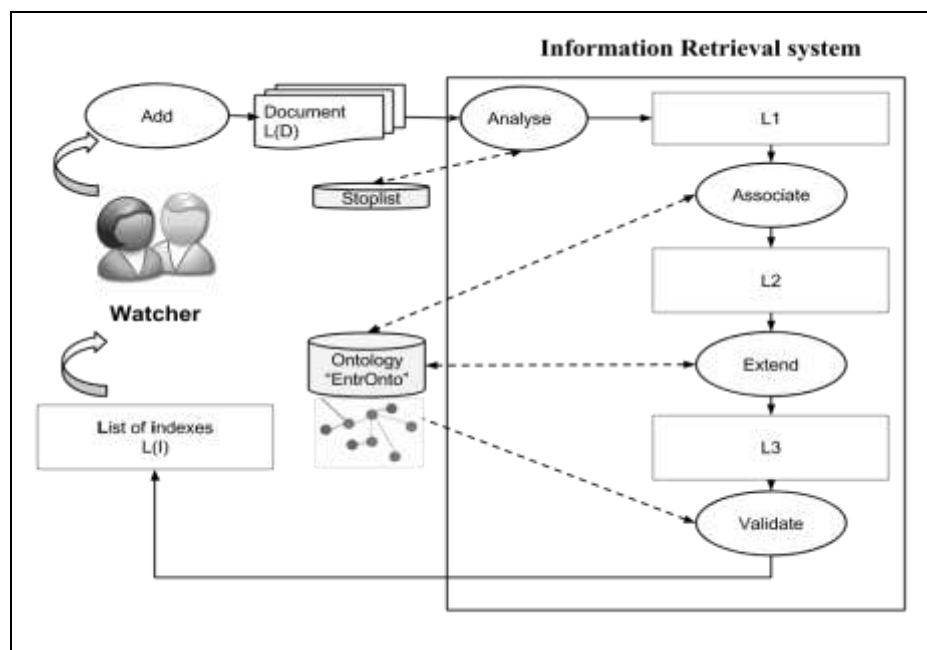 Information Retrieval system
Add
Document
L(D)
Analyse
L1
Stoplist
Associate
Watcher
L2
Ontology
"EntrOnto"
Extend
List of indexes
L(I)
L3
Validate